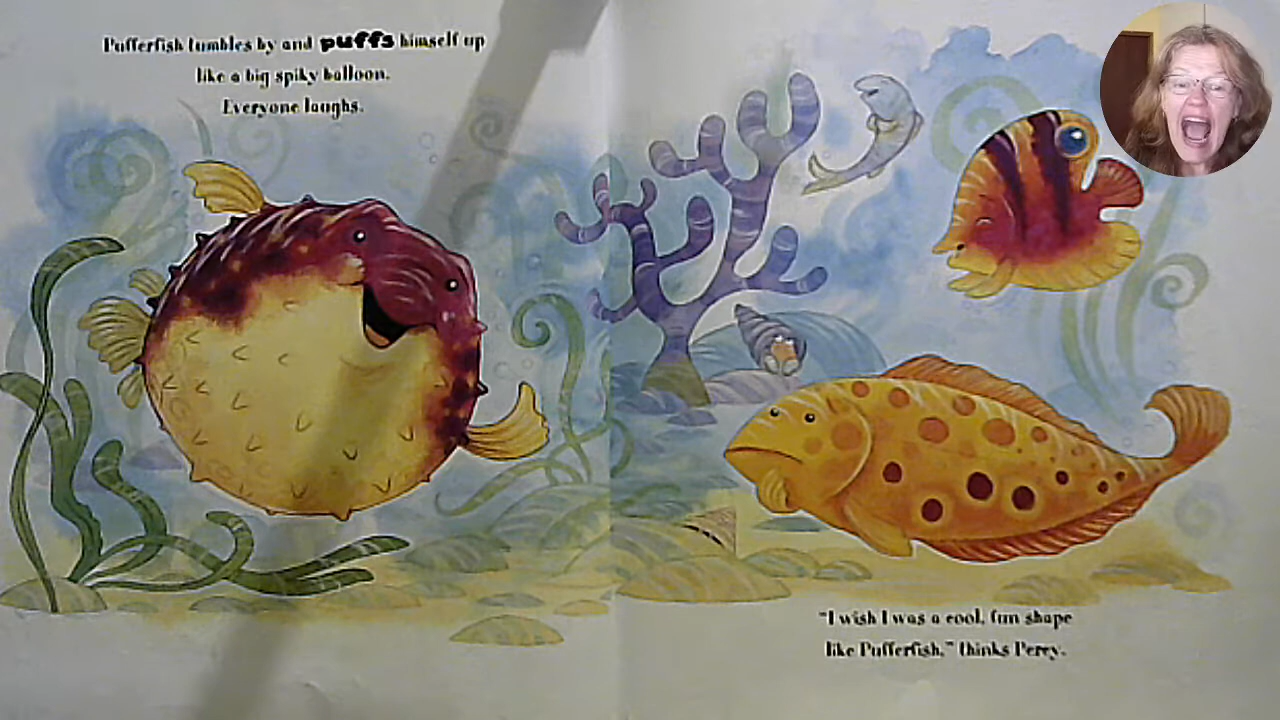 Pufferfish tumbles by and puffs himself up
like a big spiky balloon.
Everyone laughs.
"I wish I was a cool, fun shape
like Pufferfish," thinks Percy.